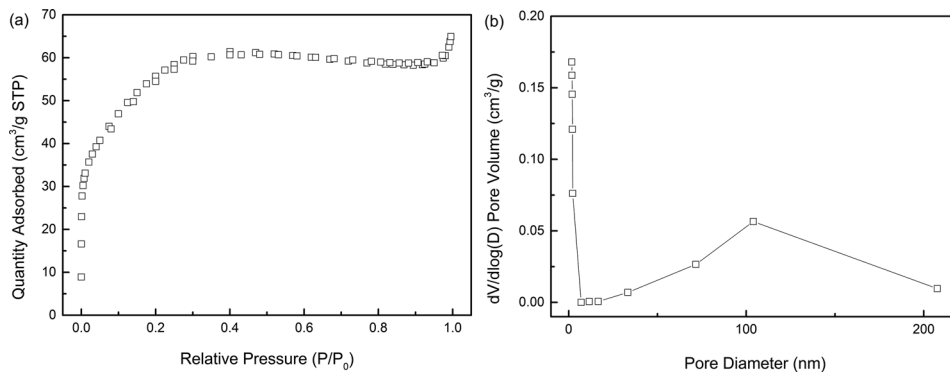 (a)
70
60
50
40
30
20
10
0
Quantity Adsorbed (cm³/g STP)
0.0 0.2 0.4 0.6 0.8 1.0
Relative Pressure (P/P₀)
(b)
0.20
0.15
0.10
0.05
0.00
dV/dlog(D) Pore Volume (cm³/g)
0 100 200
Pore Diameter (nm)